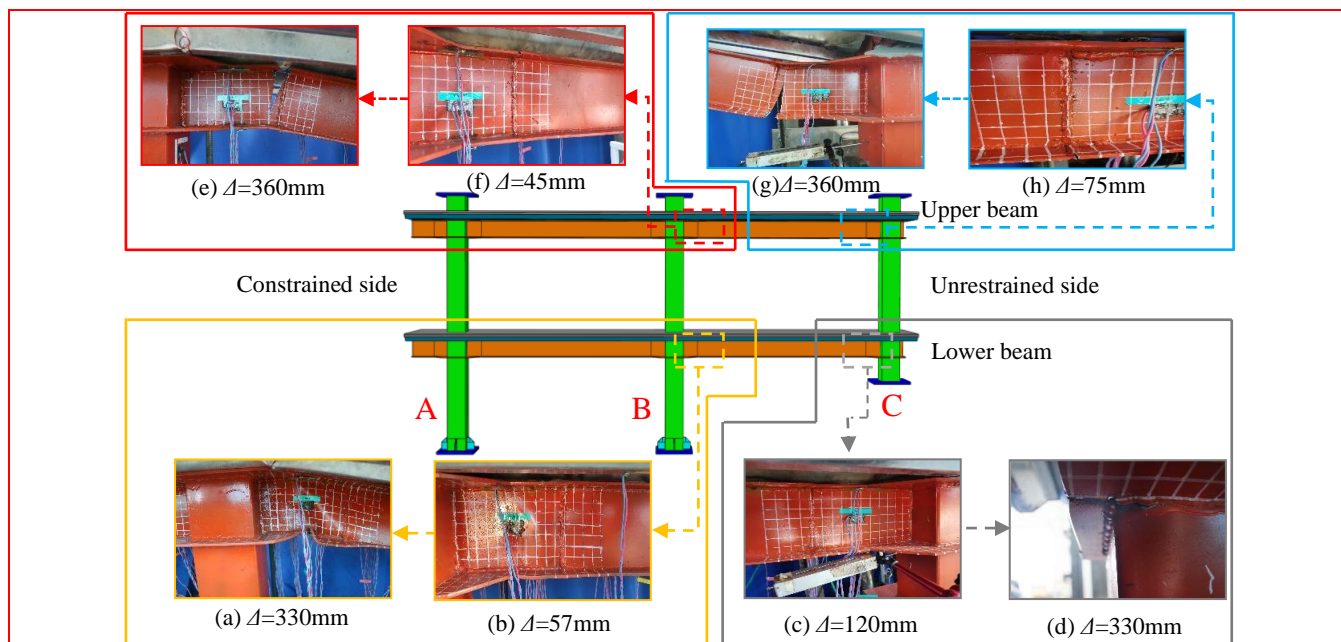 (e) Δ=360mm
(f) Δ=45mm
(g)Δ=360mm
(h) Δ=75mm
Upper beam
Constrained side
Unrestrained side
Lower beam
A
B
C
(a) Δ=330mm
(b) Δ=57mm
(c) Δ=120mm
(d) Δ=330mm